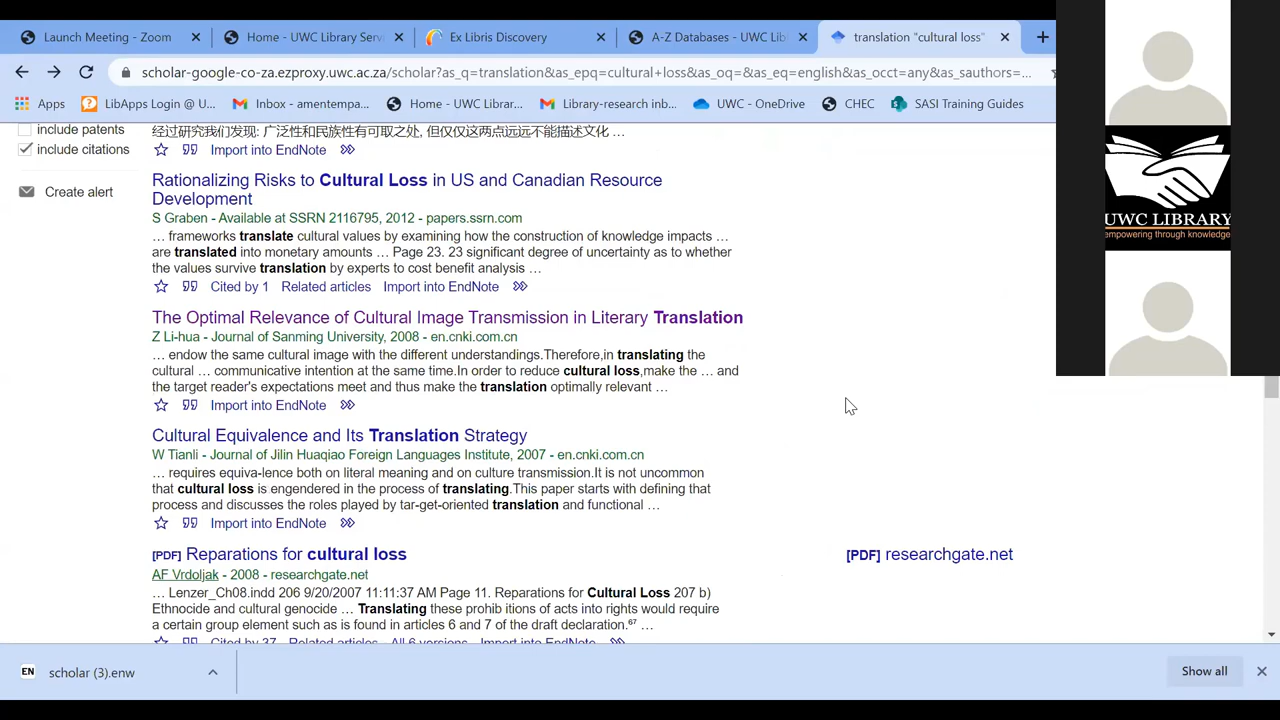 Launch Meeting - Zoom
Home - UWC Library Serv
Ex Libris Discovery
A-Z Databases - UWC Lib
translation "cultural loss"
scholar-google-co-za.ezproxy.uwc.ac.za/scholar?as_q=translation&as_epq=cultural+loss&as_oq=&as_eq=english&as_occt=any&as_sauthors=...
Apps
LibApps Login @ U...
Inbox - amentempa...
Home - UWC Librar...
Library-research inb...
UWC - OneDrive
CHEC
SASI Training Guides
include patents
include citations
Create alert
经过研究我们发现: 广泛性和民族性有可取之处, 但仅仅这两点远远不能描述文化 ...
Import into EndNote
Rationalizing Risks to Cultural Loss in US and Canadian Resource
Development
S Graben - Available at SSRN 2116795, 2012 - papers.ssrn.com
... frameworks translate cultural values by examining how the construction of knowledge impacts ...
are translated into monetary amounts ... Page 23. 23 significant degree of uncertainty as to whether
the values survive translation by experts to cost benefit analysis ...
Cited by 1 Related articles Import into EndNote
The Optimal Relevance of Cultural Image Transmission in Literary Translation
Z Li-hua - Journal of Sanming University, 2008 - en.cnki.com.cn
... endow the same cultural image with the different understandings.Therefore,in translating the
cultural ... communicative intention at the same time.In order to reduce cultural loss,make the ... and
the target reader's expectations meet and thus make the translation optimally relevant ...
Import into EndNote
Cultural Equivalence and Its Translation Strategy
W Tianli - Journal of Jilin Huaqiao Foreign Languages Institute, 2007 - en.cnki.com.cn
... requires equiva-lence both on literal meaning and on culture transmission.It is not uncommon
that cultural loss is engendered in the process of translating.This paper starts with defining that
process and discusses the roles played by tar-get-oriented translation and functional ...
Import into EndNote
[PDF] Reparations for cultural loss
[PDF] researchgate.net
AF Vrdoljak - 2008 - researchgate.net
... Lenzer_Ch08.indd 206 9/20/2007 11:11:37 AM Page 11. Reparations for Cultural Loss 207 b)
Ethnocide and cultural genocide ... Translating these prohib itions of acts into rights would require
a certain group element such as is found in articles 6 and 7 of the draft declaration.67 ...
Cited by 37 Related articles All 6 versions Import into EndNote
UWC LIBRARY
empowering through knowledge
EN
scholar (3).enw
Show all